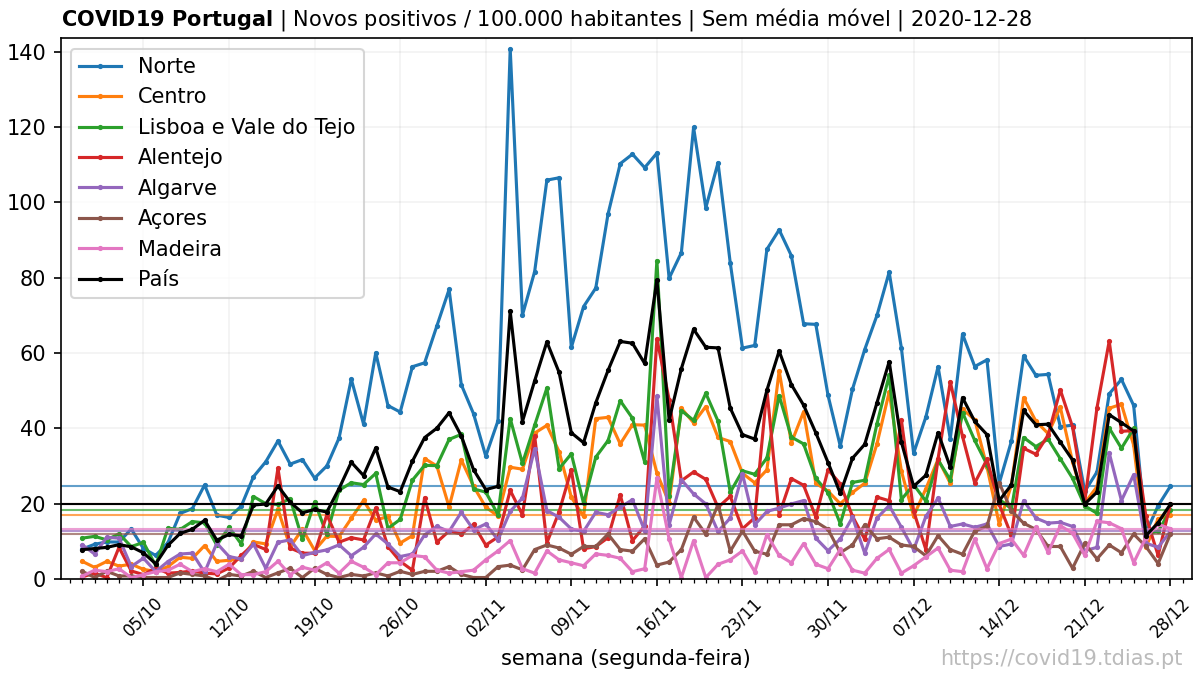 COVID19 Portugal | Novos positivos / 100.000 habitantes | Sem média móvel | 2020-12-28
140
120
100
80
60
40
20
0
Norte
Centro
Lisboa e Vale do Tejo
Alentejo
Algarve
Açores
Madeira
País
05/10
12/10
19/10
26/10
02/11
09/11
16/11
23/11
30/11
07/12
14/12
21/12
28/12
semana (segunda-feira)
https://covid19.tdias.pt